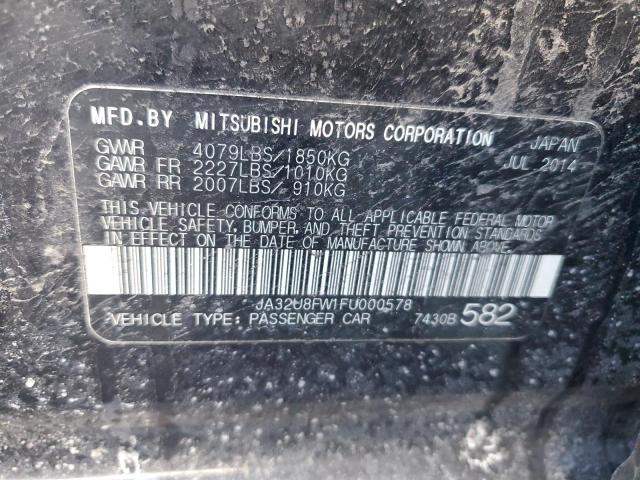 MFD.BY MITSUBISHI MOTORS CORPORATION JAPAN
GVWR 4079LBS/1850KG JUL 2014
GAWR FR 2227LBS/1010KG
GAWR RR 2007LBS/910KG
THIS VEHICLE CONFORMS TO ALL APPLICABLE FEDERAL MOTOR
VEHICLE SAFETY, BUMPER, AND THEFT PREVENTION STANDARDS
IN EFFECT ON THE DATE OF MANUFACTURE SHOWN ABOVE.
JA32U8FW1FU000578
VEHICLE TYPE: PASSENGER CAR 7430B 582